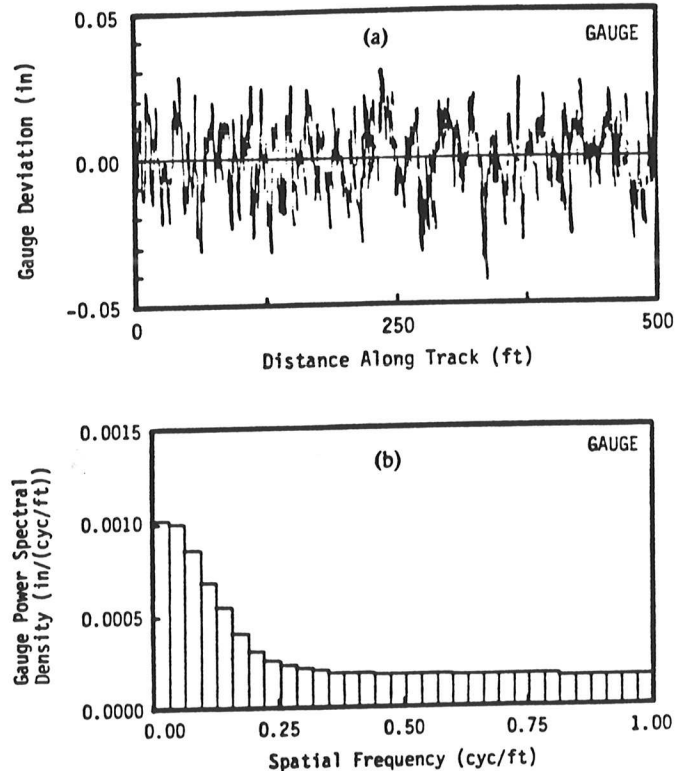 0.05
(a)
GAUGE
Gauge Deviation (in)
0.00
-0.05
0
250
500
Distance Along Track (ft)
0.0015
(b)
GAUGE
Gauge Power Spectral
Density (in/(cyc/ft))
0.0010
0.0005
0.0000
0.00
0.25
0.50
0.75
1.00
Spatial Frequency (cyc/ft)